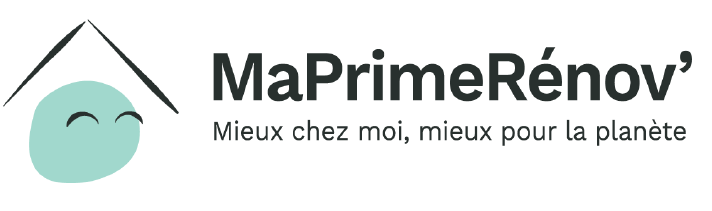 MaPrimeRénov’
Mieux chez moi, mieux pour la planète